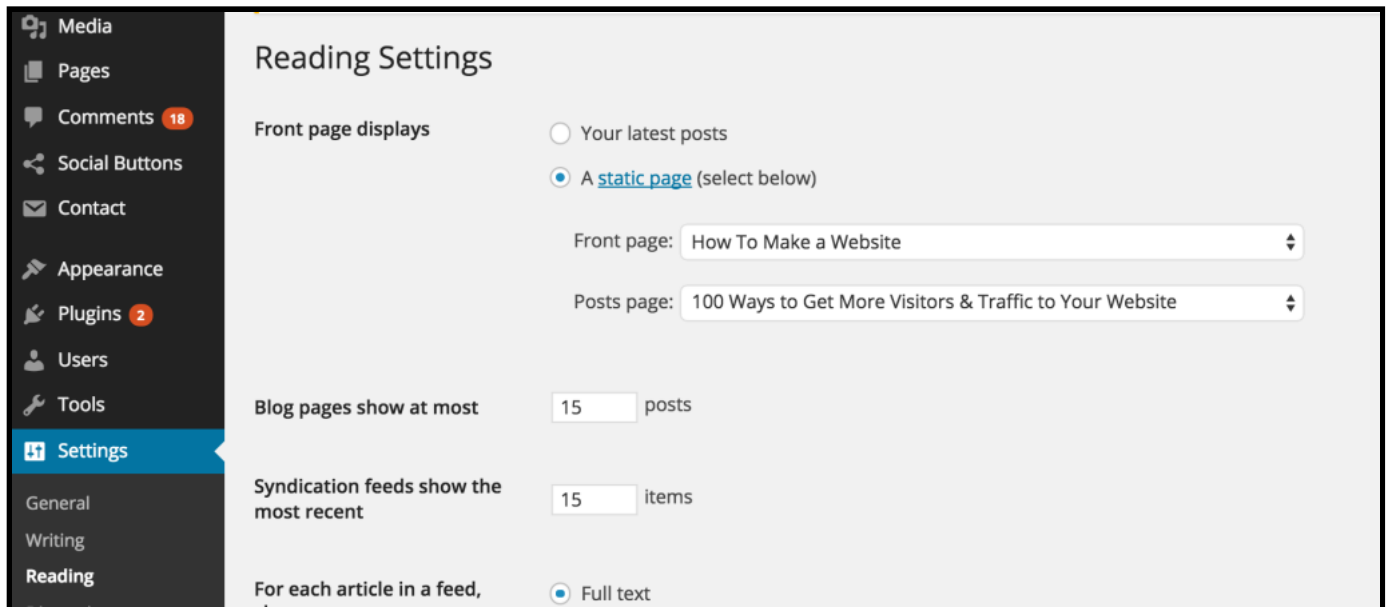 Media
Pages
Comments 18
Social Buttons
Contact
Appearance
Plugins 2
Users
Tools
Settings
General
Writing
Reading
Reading Settings
Front page displays
Your latest posts
A static page (select below)
Front page: How To Make a Website
Posts page: 100 Ways to Get More Visitors & Traffic to Your Website
Blog pages show at most 15 posts
Syndication feeds show the
most recent 15 items
For each article in a feed,
Full text